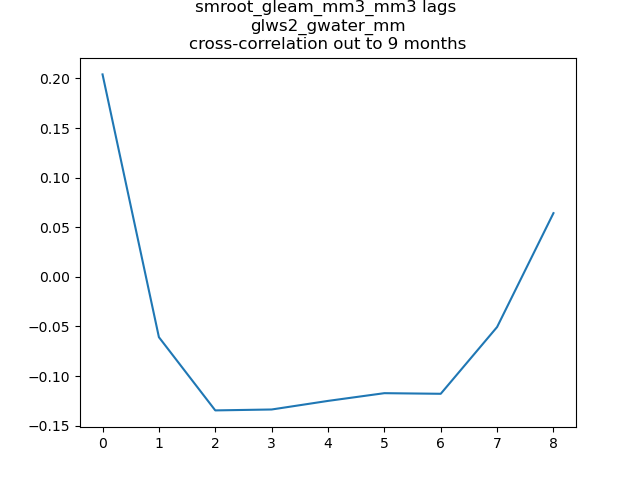 smroot_gleam_mm3_mm3 lags
glws2_gwater_mm
cross-correlation out to 9 months
0.20
0.15
0.10
0.05
0.00
−0.05
−0.10
−0.15
0 1 2 3 4 5 6 7 8